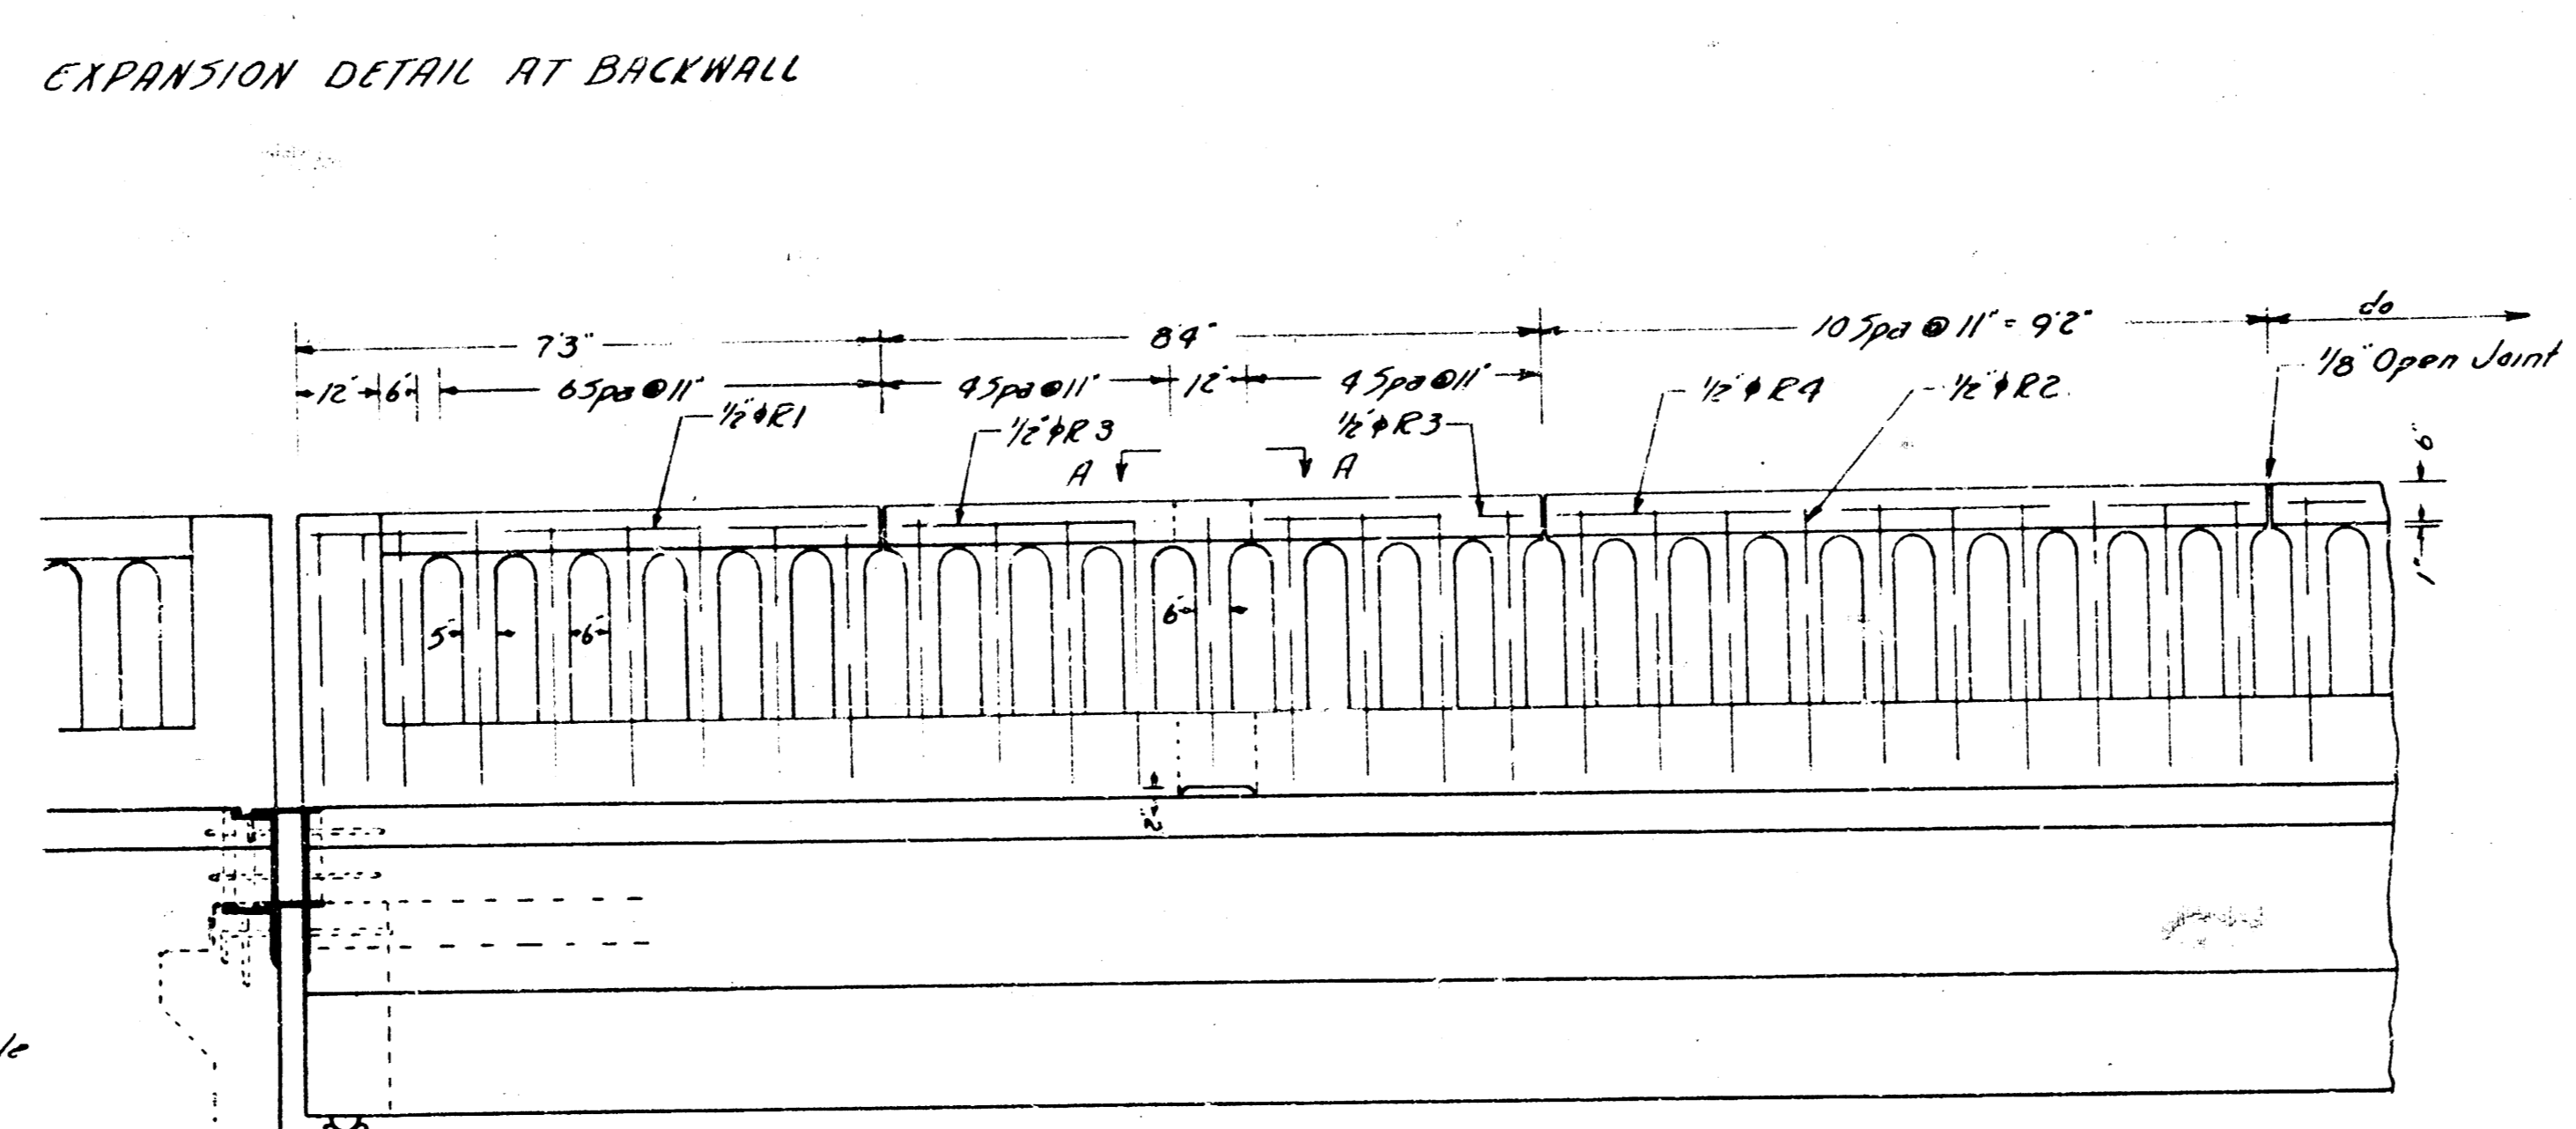 EXPANSION DETAIL AT BACKWALL
do
7'3" 8'4" 10 Spa @ 11" = 9'2"
1/8" Open Joint
12" 6" 6 Spa @ 11" 4 Spa @ 11" 12" 4 Spa @ 11" 1/2" ϕ R4 1/2" ϕ R2
1/2" ϕ R1 1/2" ϕ R3 1/2" ϕ R3
A A
6"
1"
5" 6" 6"
2"